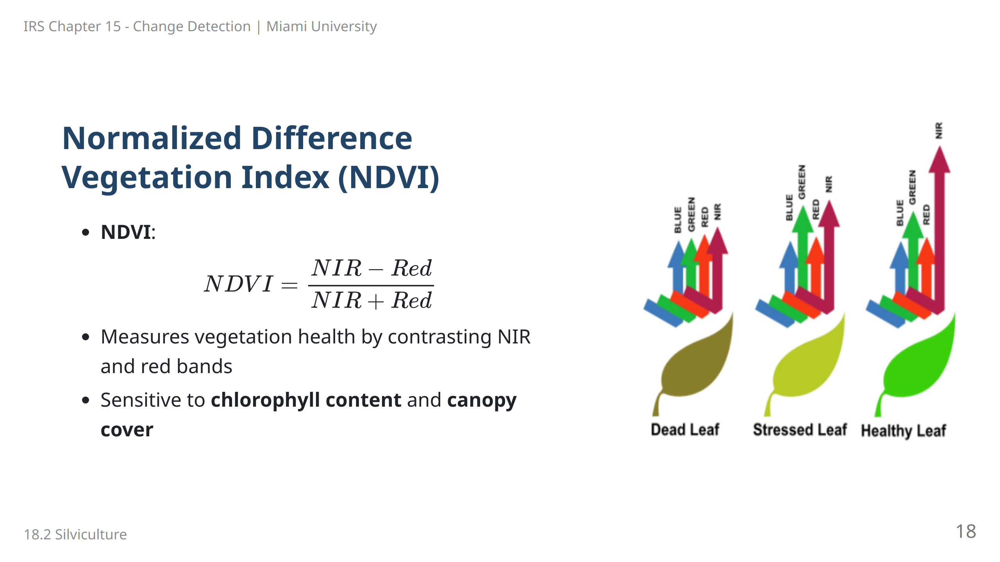 IRS Chapter 15 - Change Detection | Miami University
Normalized Difference
Vegetation Index (NDVI)
• NDVI:
NDVI = \frac{NIR - Red}{NIR + Red}
• Measures vegetation health by contrasting NIR
and red bands
• Sensitive to chlorophyll content and canopy
cover
BLUE GREEN RED NIR
BLUE GREEN RED NIR
BLUE GREEN RED NIR
Dead Leaf
Stressed Leaf
Healthy Leaf
18.2 Silviculture
18